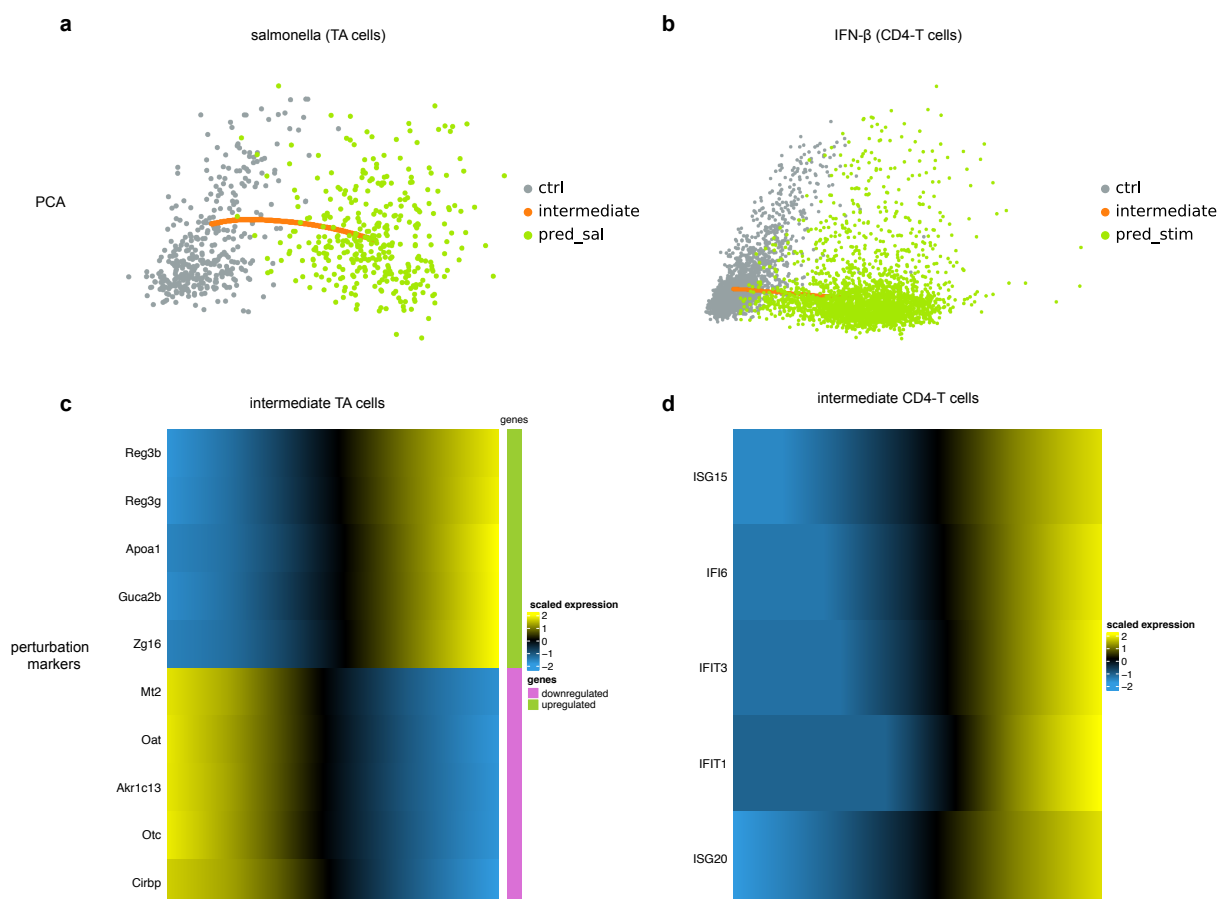 a
salmonella (TA cells)
PCA
ctrl
intermediate
pred_sal
b
IFN-β (CD4-T cells)
ctrl
intermediate
pred_stim
c
intermediate TA cells
genes
perturbation
markers
Reg3b
Reg3g
Apoa1
Guca2b
Zg16
Mt2
Oat
Akr1c13
Otc
Cirbp
scaled expression
2
1
0
−1
−2
genes
downregulated
upregulated
d
intermediate CD4-T cells
ISG15
IFI6
IFIT3
IFIT1
ISG20
scaled expression
2
1
0
−1
−2